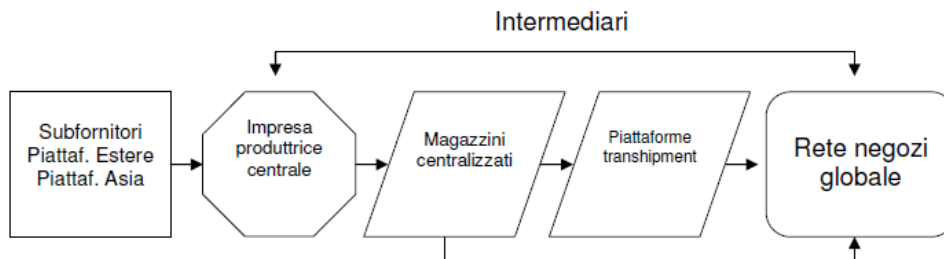 Intermediari
Subfornitori
Piattaf. Estere
Piattaf. Asia
Impresa
produttrice
centrale
Magazzini
centralizzati
Piattaforme
transhipment
Rete negozi
globale